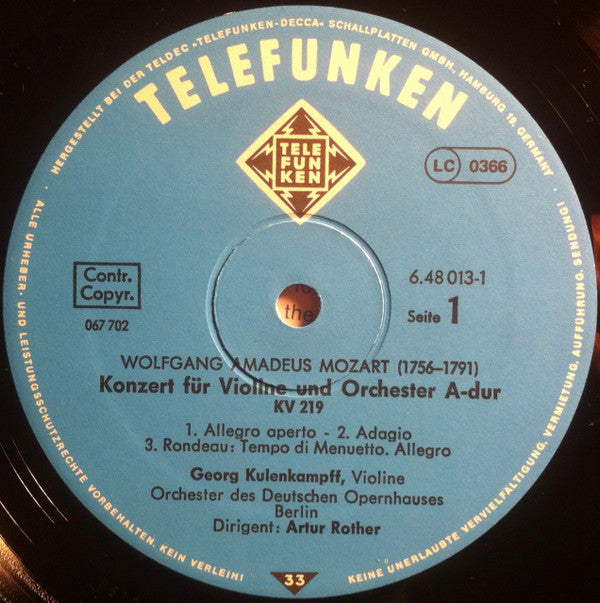 HERGESTELLT BEI DER TELDEC »TELEFUNKEN-DECCA« SCHALLPLATTEN GMBH., HAMBURG 19, GERMANY
TELEFUNKEN
TELE
FUN
KEN
LC 0366
Contr.
Copyr.
067 702
6.48 013-1
Seite 1
the
WOLFGANG AMADEUS MOZART (1756–1791)
Konzert für Violine und Orchester A-dur
KV 219
1. Allegro aperto - 2. Adagio
3. Rondeau: Tempo di Menuetto. Allegro
Georg Kulenkampff, Violine
Orchester des Deutschen Opernhauses
Berlin
Dirigent: Artur Rother
33
ALLE URHEBER- UND LEISTUNGSSCHUTZRECHTE VORBEHALTEN. KEIN VERLEIH!
KEINE UNERLAUBTE VERVIELFÄLTIGUNG, VERMIETUNG, AUFFÜHRUNG, SENDUNG!